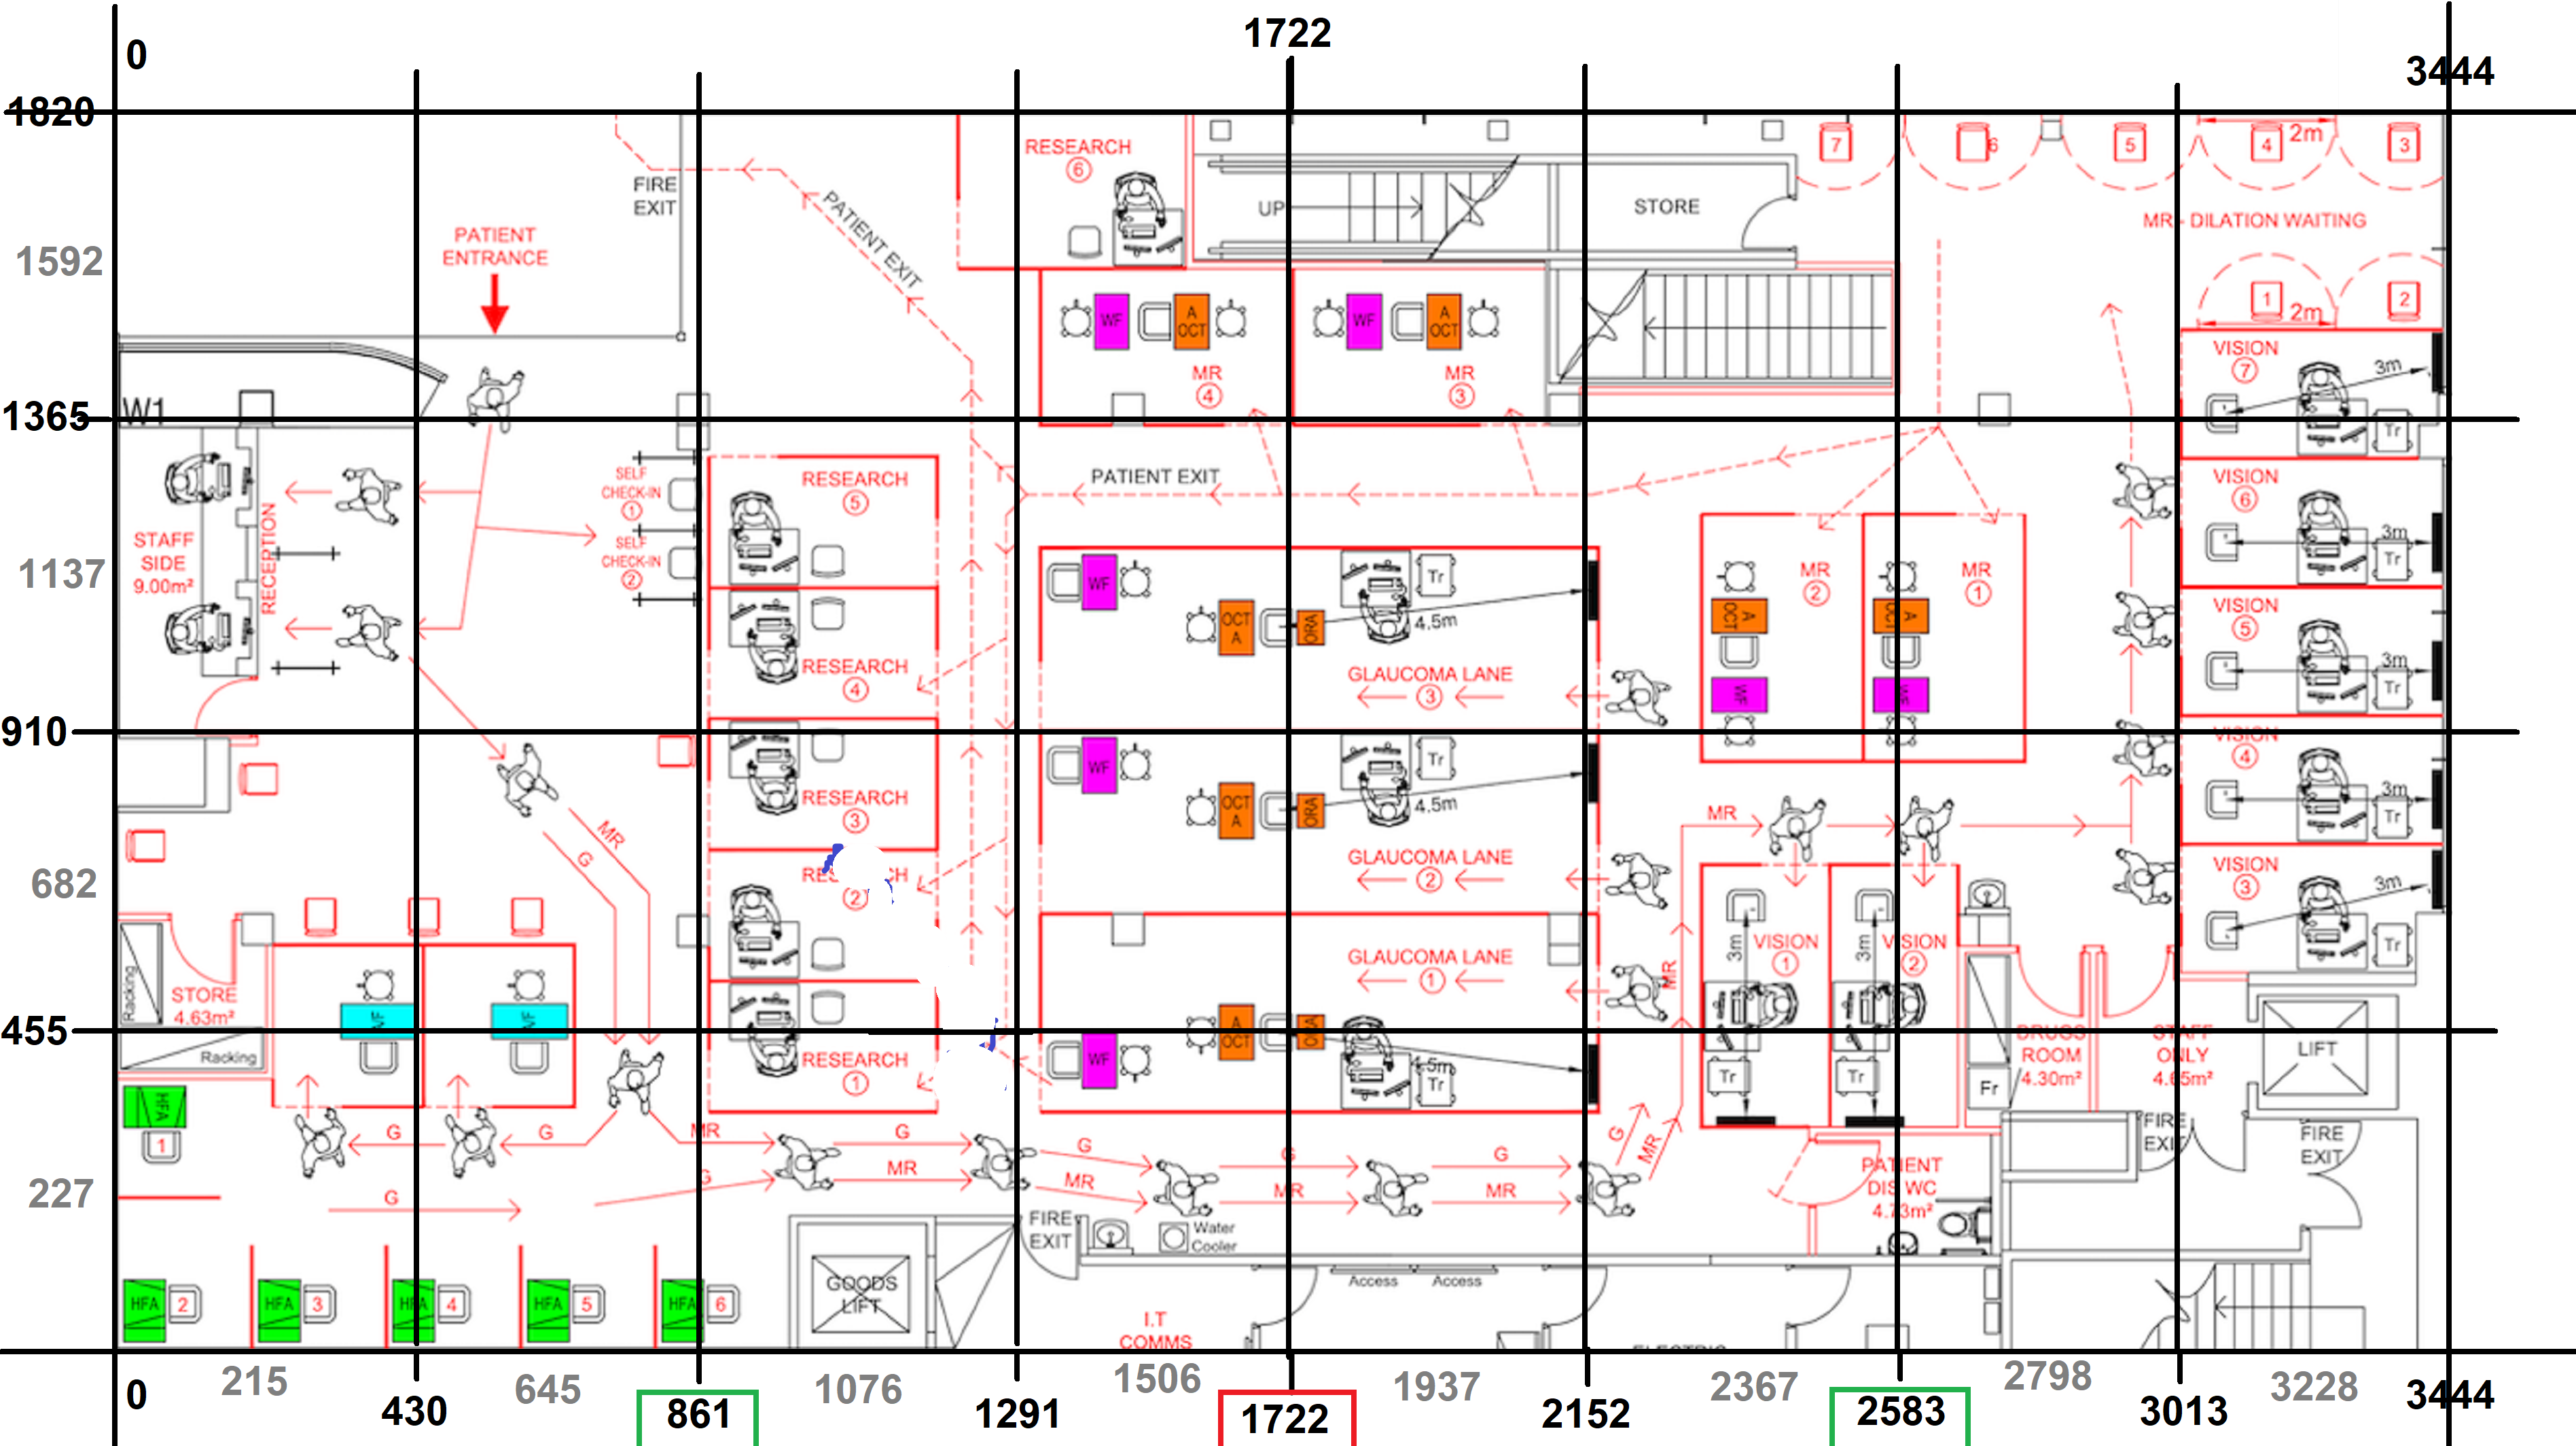 0
1722
3444
1820
RESEARCH
6
7
6
5
4
2m
3
FIRE
EXIT
PATIENT EXIT
UP
STORE
MR - DILATION WAITING
PATIENT
ENTRANCE
1592
1
2m
2
WF
A
OCT
WF
A
OCT
MR
4
MR
3
VISION
7
3m
Tr
W1
1365
PATIENT EXIT
SELF
CHECK-IN
1
SELF
CHECK-IN
2
RESEARCH
5
VISION
6
3m
Tr
STAFF
SIDE
9.00m²
RECEPTION
1137
WF
Tr
OCT
A
ORA
4.5m
MR
2
MR
1
A
OCT
A
OCT
WF
WF
VISION
5
3m
Tr
RESEARCH
4
GLAUCOMA LANE
3
910
WF
Tr
OCT
A
ORA
4.5m
VISION
4
3m
Tr
RESEARCH
3
MR
G
MR
GLAUCOMA LANE
2
682
2
VISION
3
3m
Tr
GLAUCOMA LANE
1
3m
VISION
1
3m
VISION
2
MR
Racking
STORE
4.63m²
455
Racking
RESEARCH
1
WF
A
OCT
4.5m
Tr
Tr
Tr
DRUGS
ROOM
4.30m²
Fr
STAFF
ONLY
4.65m²
LIFT
HFA
1
G
G
MR
G
G
G
G
MR
MR
MR
MR
G
MR
G
G
FIRE
EXIT
FIRE
EXIT
PATIENT
DIS WC
4.73m²
227
FIRE
EXIT
Water
Cooler
Access
Access
HFA
2
HFA
3
HFA
4
HFA
5
HFA
6
GOODS
LIFT
I.T
COMMS
0
215
430
645
861
1076
1291
1506
1722
1937
2152
2367
2583
2798
3013
3228
3444